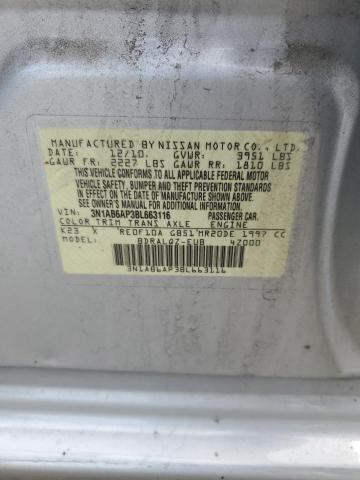 MANUFACTURED BY NISSAN MOTOR CO., LTD.
DATE: 12/10. GVWR: 3951 LBS
GAWR FR: 2227 LBS GAWR RR: 1810 LBS
THIS VEHICLE CONFORMS TO ALL APPLICABLE FEDERAL MOTOR
VEHICLE SAFETY, BUMPER AND THEFT PREVENTION STANDARDS
IN EFFECT ON THE DATE OF MANUFACTURE SHOWN ABOVE.
SEE OWNER'S MANUAL FOR ADDITIONAL INFORMATION.
VIN: 3N1AB6AP3BL663116 PASSENGER CAR
COLOR TRIM TRANS AXLE ENGINE
K23 X RE0F10A GB51 MR20DE 1997 CC
BDRALQZ-EUB 4Z000
3N1AB6AP3BL663116